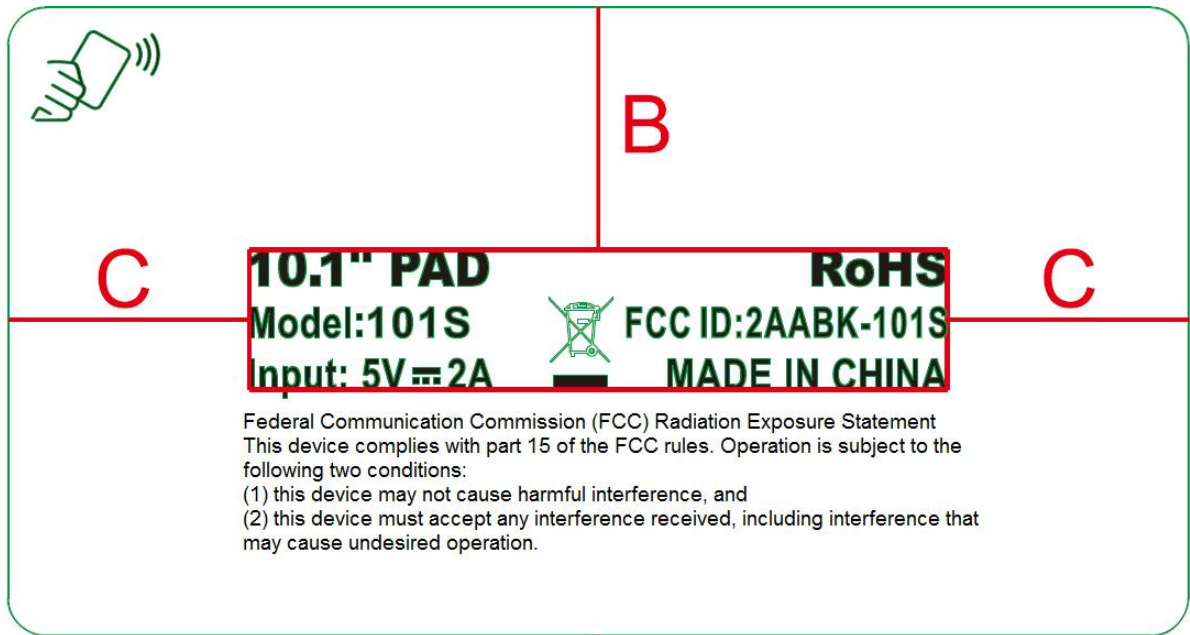 B
C
C
10.1" PAD
RoHS
Model:101S
FCC ID:2AABK-101S
Input: 5V⎓2A
MADE IN CHINA
Federal Communication Commission (FCC) Radiation Exposure Statement
This device complies with part 15 of the FCC rules. Operation is subject to the
following two conditions:
(1) this device may not cause harmful interference, and
(2) this device must accept any interference received, including interference that
may cause undesired operation.